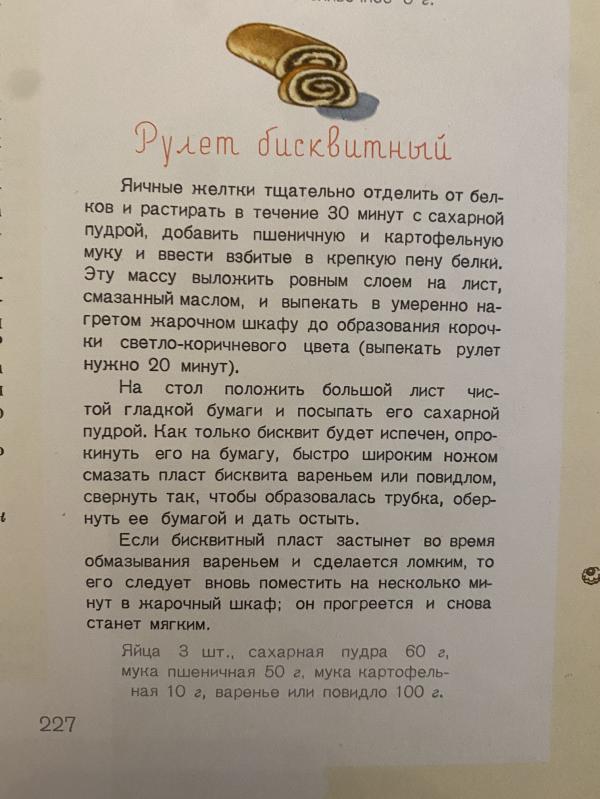 8 г.
Рулет бисквитный
Яичные желтки тщательно отделить от бел-
ков и растирать в течение 30 минут с сахарной
пудрой, добавить пшеничную и картофельную
муку и ввести взбитые в крепкую пену белки.
Эту массу выложить ровным слоем на лист,
смазанный маслом, и выпекать в умеренно на-
гретом жарочном шкафу до образования короч-
ки светло-коричневого цвета (выпекать рулет
нужно 20 минут).
На стол положить большой лист чис-
той гладкой бумаги и посыпать его сахарной
пудрой. Как только бисквит будет испечен, опро-
кинуть его на бумагу, быстро широким ножом
смазать пласт бисквита вареньем или повидлом,
свернуть так, чтобы образовалась трубка, обер-
нуть ее бумагой и дать остыть.
Если бисквитный пласт застынет во время
обмазывания вареньем и сделается ломким, то
его следует вновь поместить на несколько ми-
нут в жарочный шкаф; он прогреется и снова
станет мягким.
Яйца 3 шт., сахарная пудра 60 г,
мука пшеничная 50 г, мука картофель-
ная 10 г, варенье или повидло 100 г.
227